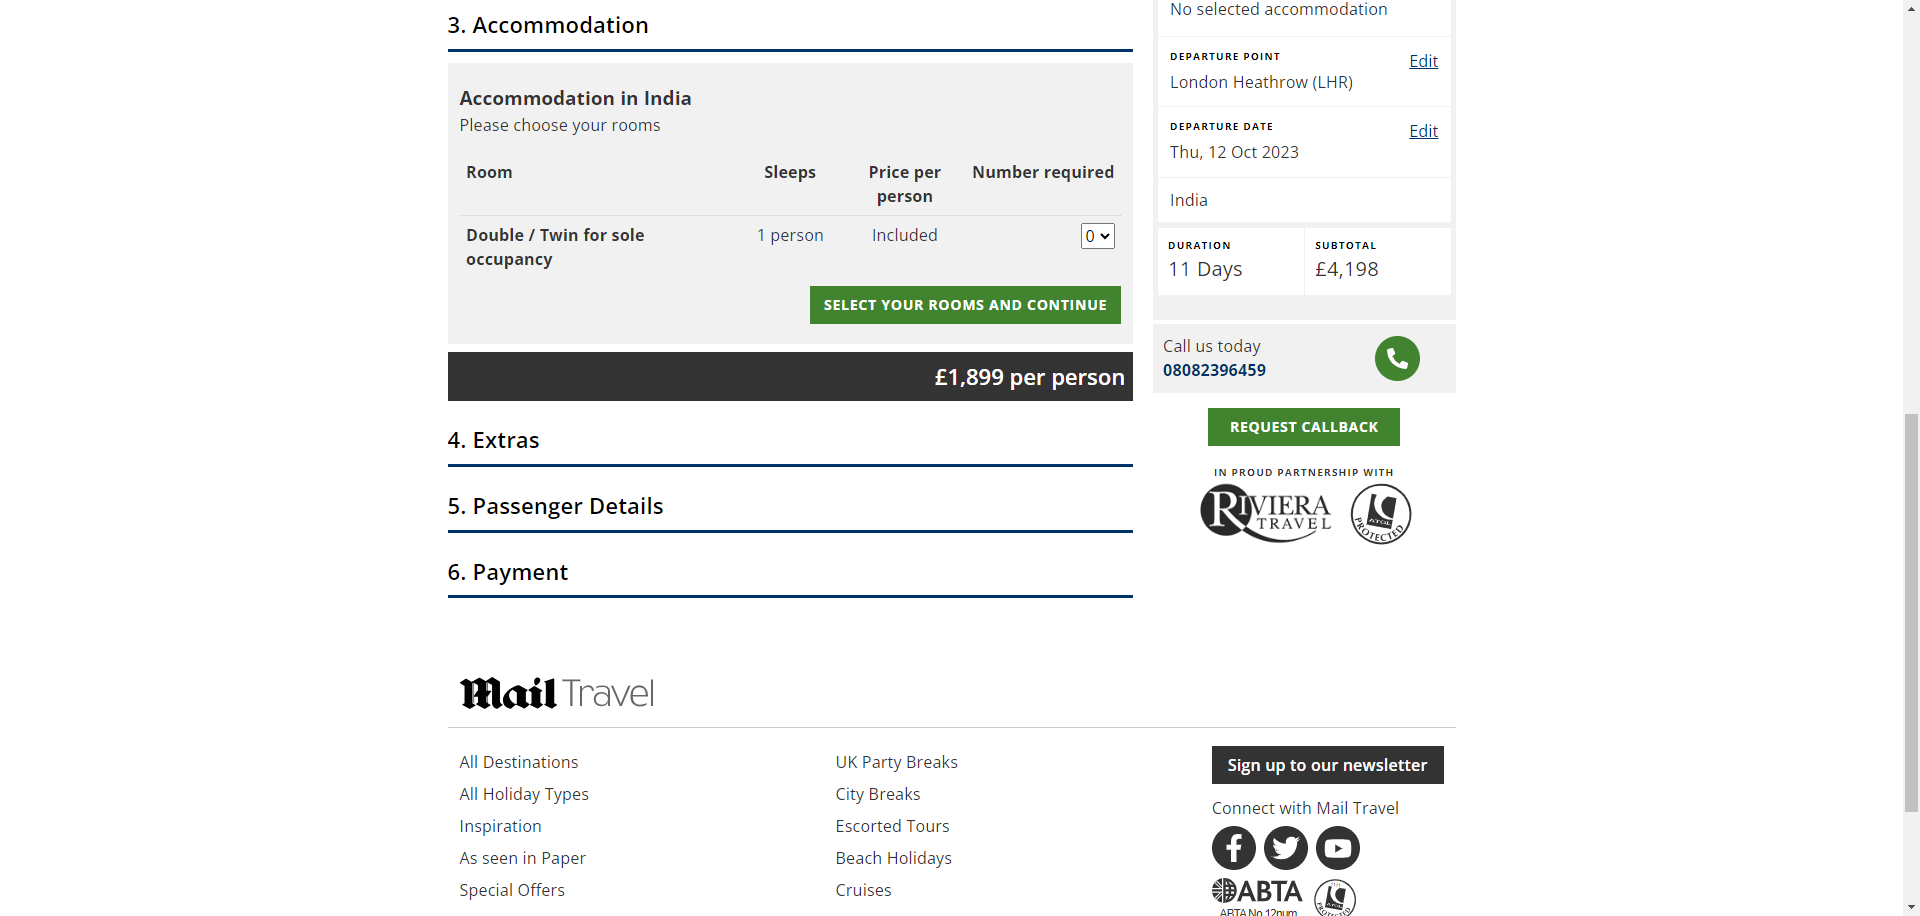 3. Accommodation
Accommodation in India
Please choose your rooms
Room
Sleeps
Price per
person
Number required
Double / Twin for sole
occupancy
1 person
Included
0
SELECT YOUR ROOMS AND CONTINUE
£1,899 per person
4. Extras
5. Passenger Details
6. Payment
No selected accommodation
DEPARTURE POINT
Edit
London Heathrow (LHR)
DEPARTURE DATE
Edit
Thu, 12 Oct 2023
India
DURATION
11 Days
SUBTOTAL
£4,198
Call us today
08082396459
REQUEST CALLBACK
IN PROUD PARTNERSHIP WITH
RIVIERA
TRAVEL
ATOL
PROTECTED
Mail Travel
All Destinations
All Holiday Types
Inspiration
As seen in Paper
Special Offers
UK Party Breaks
City Breaks
Escorted Tours
Beach Holidays
Cruises
Sign up to our newsletter
Connect with Mail Travel
ABTA
ABTA No.12num